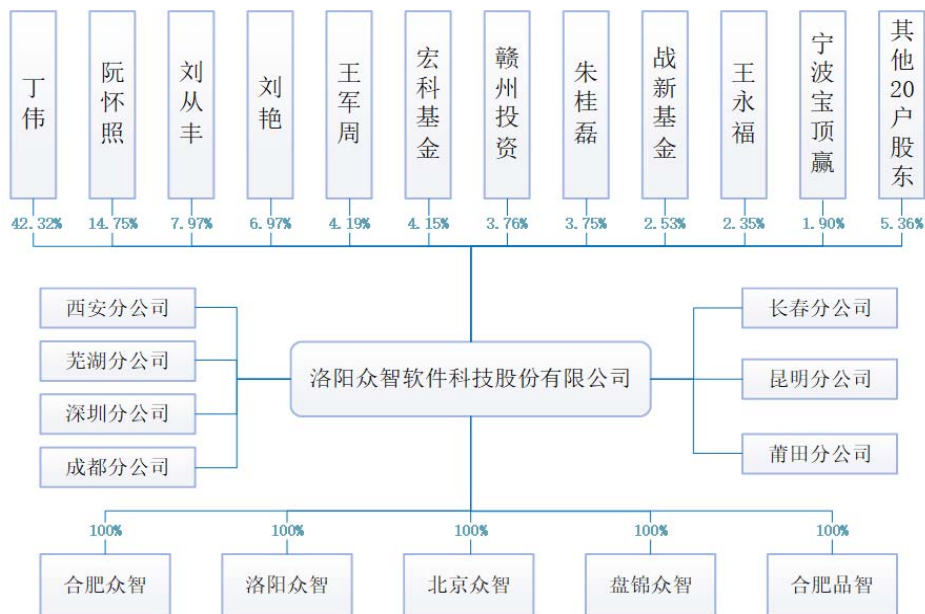 丁伟
阮怀照
刘从丰
刘艳
王军周
宏科基金
赣州投资
朱桂磊
战新基金
王永福
宁波宝顶赢
其他20户股东
42.32%
14.75%
7.97%
6.97%
4.19%
4.15%
3.76%
3.75%
2.53%
2.35%
1.90%
5.36%
西安分公司
芜湖分公司
深圳分公司
成都分公司
洛阳众智软件科技股份有限公司
长春分公司
昆明分公司
莆田分公司
100%
100%
100%
100%
100%
合肥众智
洛阳众智
北京众智
盘锦众智
合肥品智